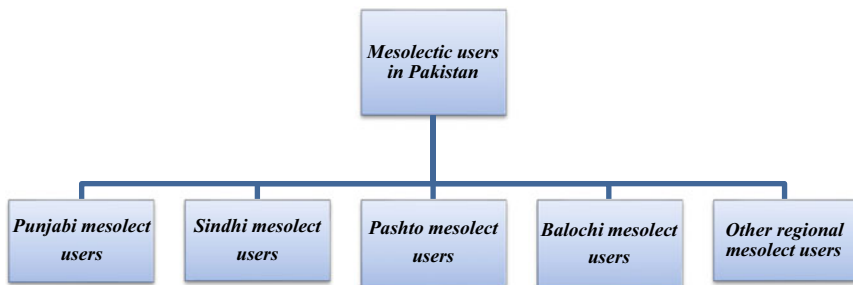 Mesolectic users
in Pakistan
Punjabi mesolect
users
Sindhi mesolect
users
Pashto mesolect
users
Balochi mesolect
users
Other regional
mesolect users